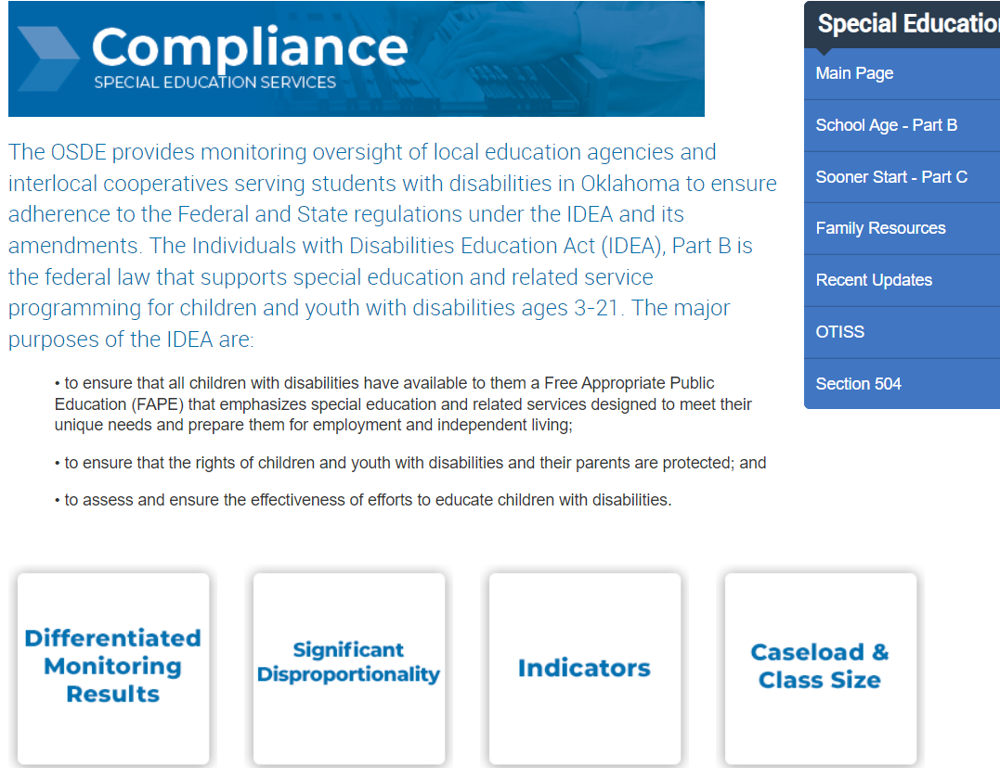 Compliance
SPECIAL EDUCATION SERVICES
The OSDE provides monitoring oversight of local education agencies and
interlocal cooperatives serving students with disabilities in Oklahoma to ensure
adherence to the Federal and State regulations under the IDEA and its
amendments. The Individuals with Disabilities Education Act (IDEA), Part B is
the federal law that supports special education and related service
programming for children and youth with disabilities ages 3-21. The major
purposes of the IDEA are:
• to ensure that all children with disabilities have available to them a Free Appropriate Public
Education (FAPE) that emphasizes special education and related services designed to meet their
unique needs and prepare them for employment and independent living;
• to ensure that the rights of children and youth with disabilities and their parents are protected; and
• to assess and ensure the effectiveness of efforts to educate children with disabilities.
Differentiated
Monitoring
Results
Significant
Disproportionality
Indicators
Caseload &
Class Size
Special Education
Main Page
School Age - Part B
Sooner Start - Part C
Family Resources
Recent Updates
OTISS
Section 504